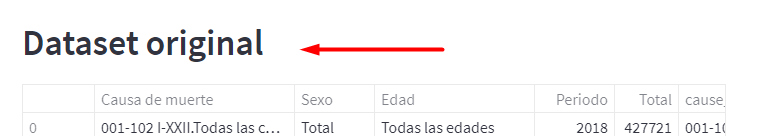 Dataset original
Causa de muerte Sexo Edad Periodo Total cause_
0 001-102 I-XXII.Todas las c… Total Todas las edades 2018 427721 001-10